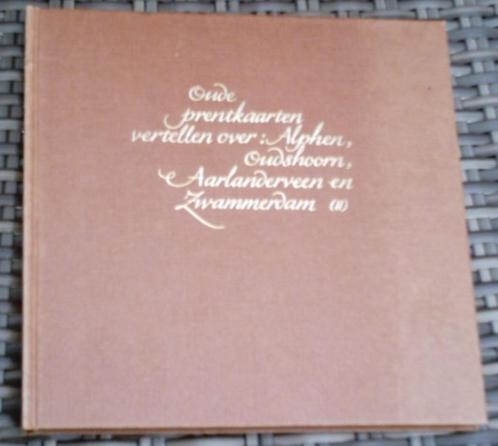 Oude
prentkaarten
vertellen over: Alphen,
Oudshoorn,
Aarlanderveen en
Zwammerdam (II)